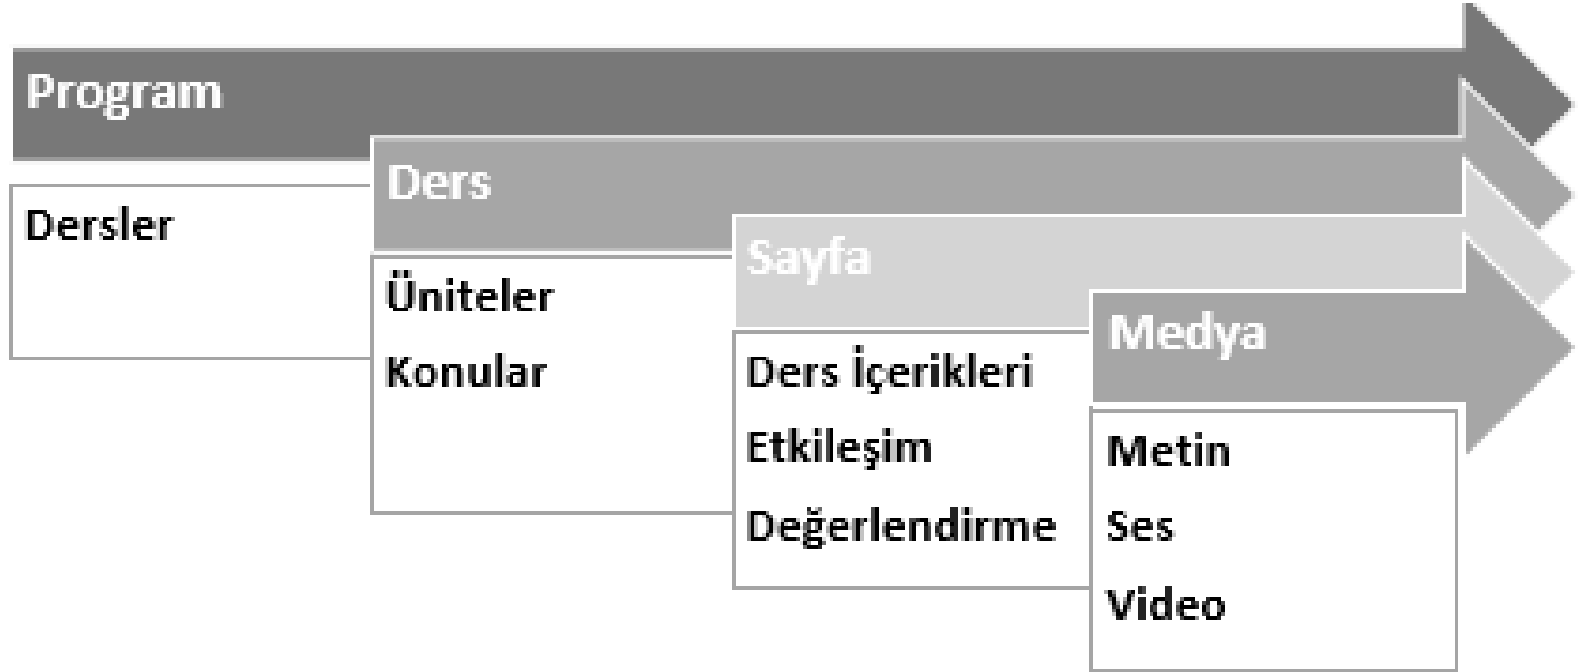 Program
Dersler
Ders
Üniteler
Konular
Sayfa
Ders İçerikleri
Etkileşim
Değerlendirme
Medya
Metin
Ses
Video